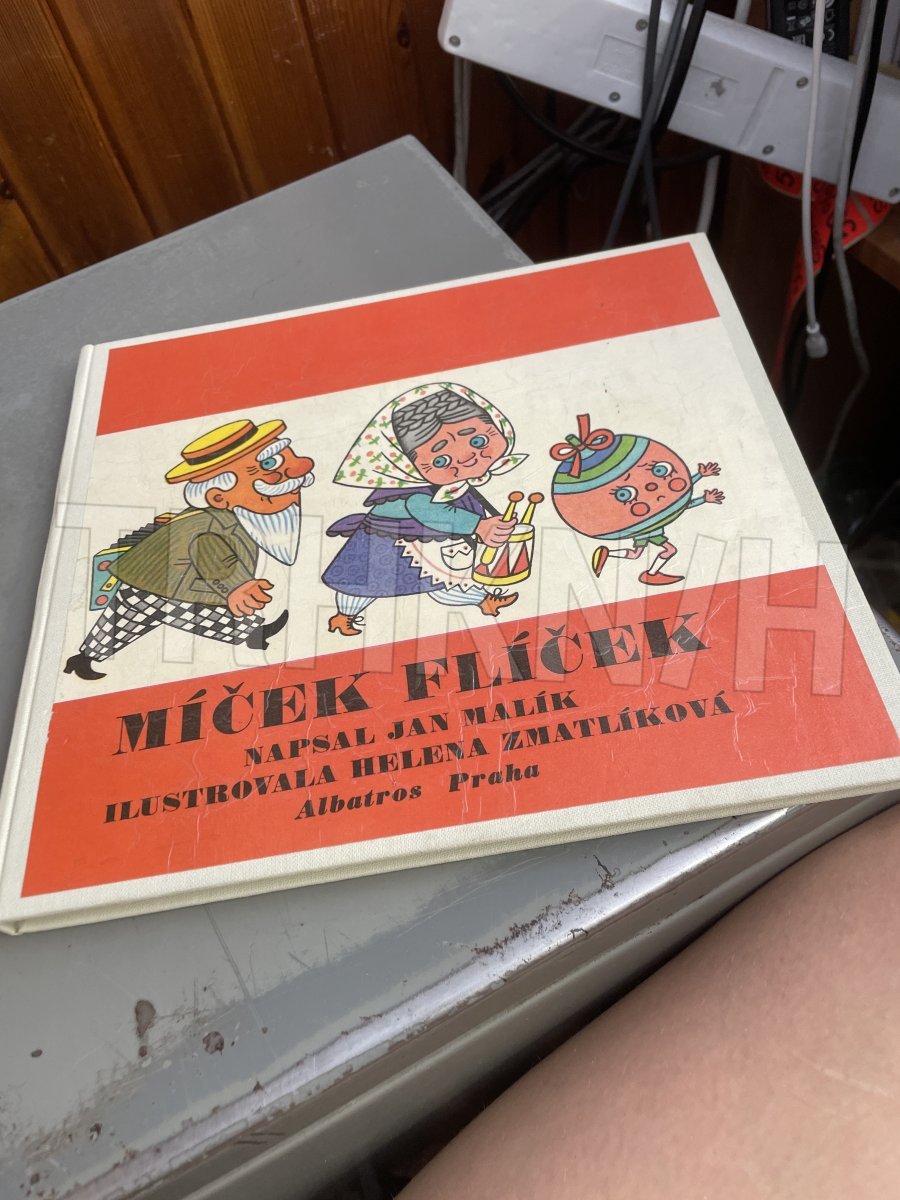 MÍČEK FLÍČEK
NAPSAL JAN MALÍK
ILUSTROVALA HELENA ZMATLÍKOVÁ
Albatros Praha